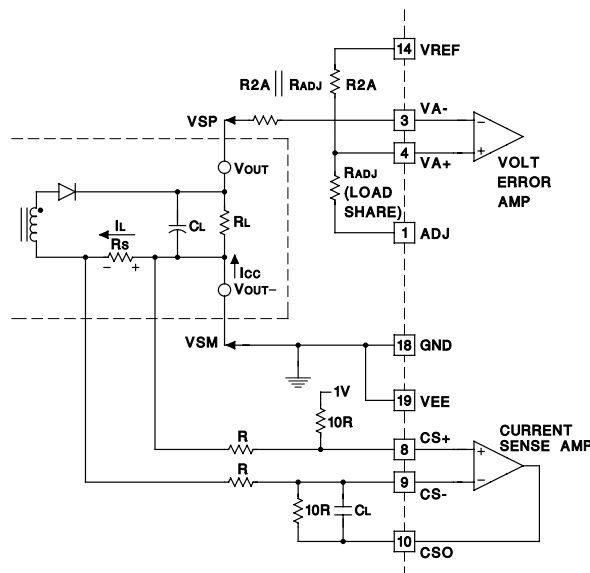 14 VREF
R2A || RADJ R2A
VSP 3 VA-
VOUT 4 VA+
VOLT
ERROR
AMP
RADJ
(LOAD
SHARE)
1 ADJ
CL RL
IL
RS
- +
ICC
VOUT-
VSM 18 GND
1V
19 VEE
10R
CURRENT
SENSE AMP
R 8 CS+
R 9 CS-
10R CL
10 CSO
- +
+ -